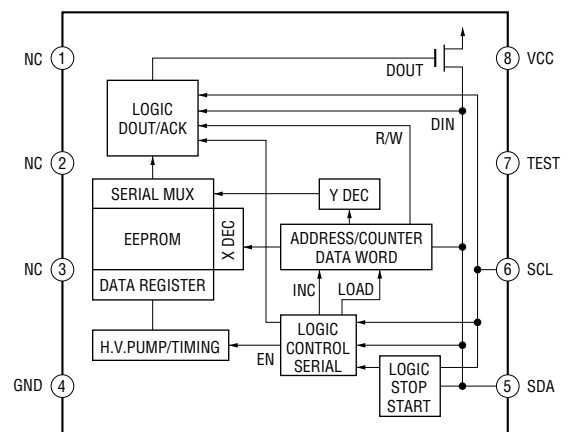 NC 1
8 VCC
DOUT
LOGIC
DOUT/ACK
DIN
R/W
NC 2
7 TEST
SERIAL MUX
Y DEC
EEPROM
X DEC
ADDRESS/COUNTER
DATA WORD
NC 3
6 SCL
DATA REGISTER
INC
LOAD
H.V.PUMP/TIMING
EN
LOGIC
CONTROL
SERIAL
LOGIC
STOP
START
GND 4
5 SDA